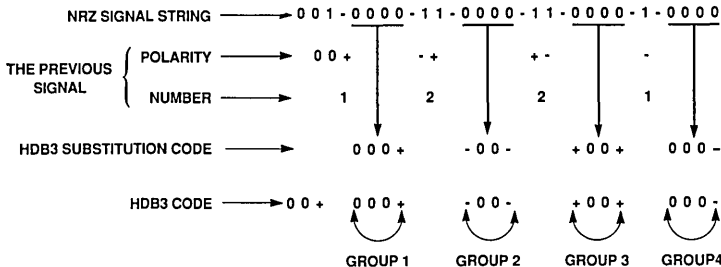 NRZ SIGNAL STRING 0 0 1 - 0 0 0 0 - 1 1 - 0 0 0 0 - 1 1 - 0 0 0 0 - 1 - 0 0 0 0
THE PREVIOUS SIGNAL
POLARITY 0 0 + - + + - -
NUMBER 1 2 2 1
HDB3 SUBSTITUTION CODE 0 0 0 + - 0 0 - + 0 0 + 0 0 0 -
HDB3 CODE 0 0 + 0 0 0 + - 0 0 - + 0 0 + 0 0 0 -
GROUP 1 GROUP 2 GROUP 3 GROUP4